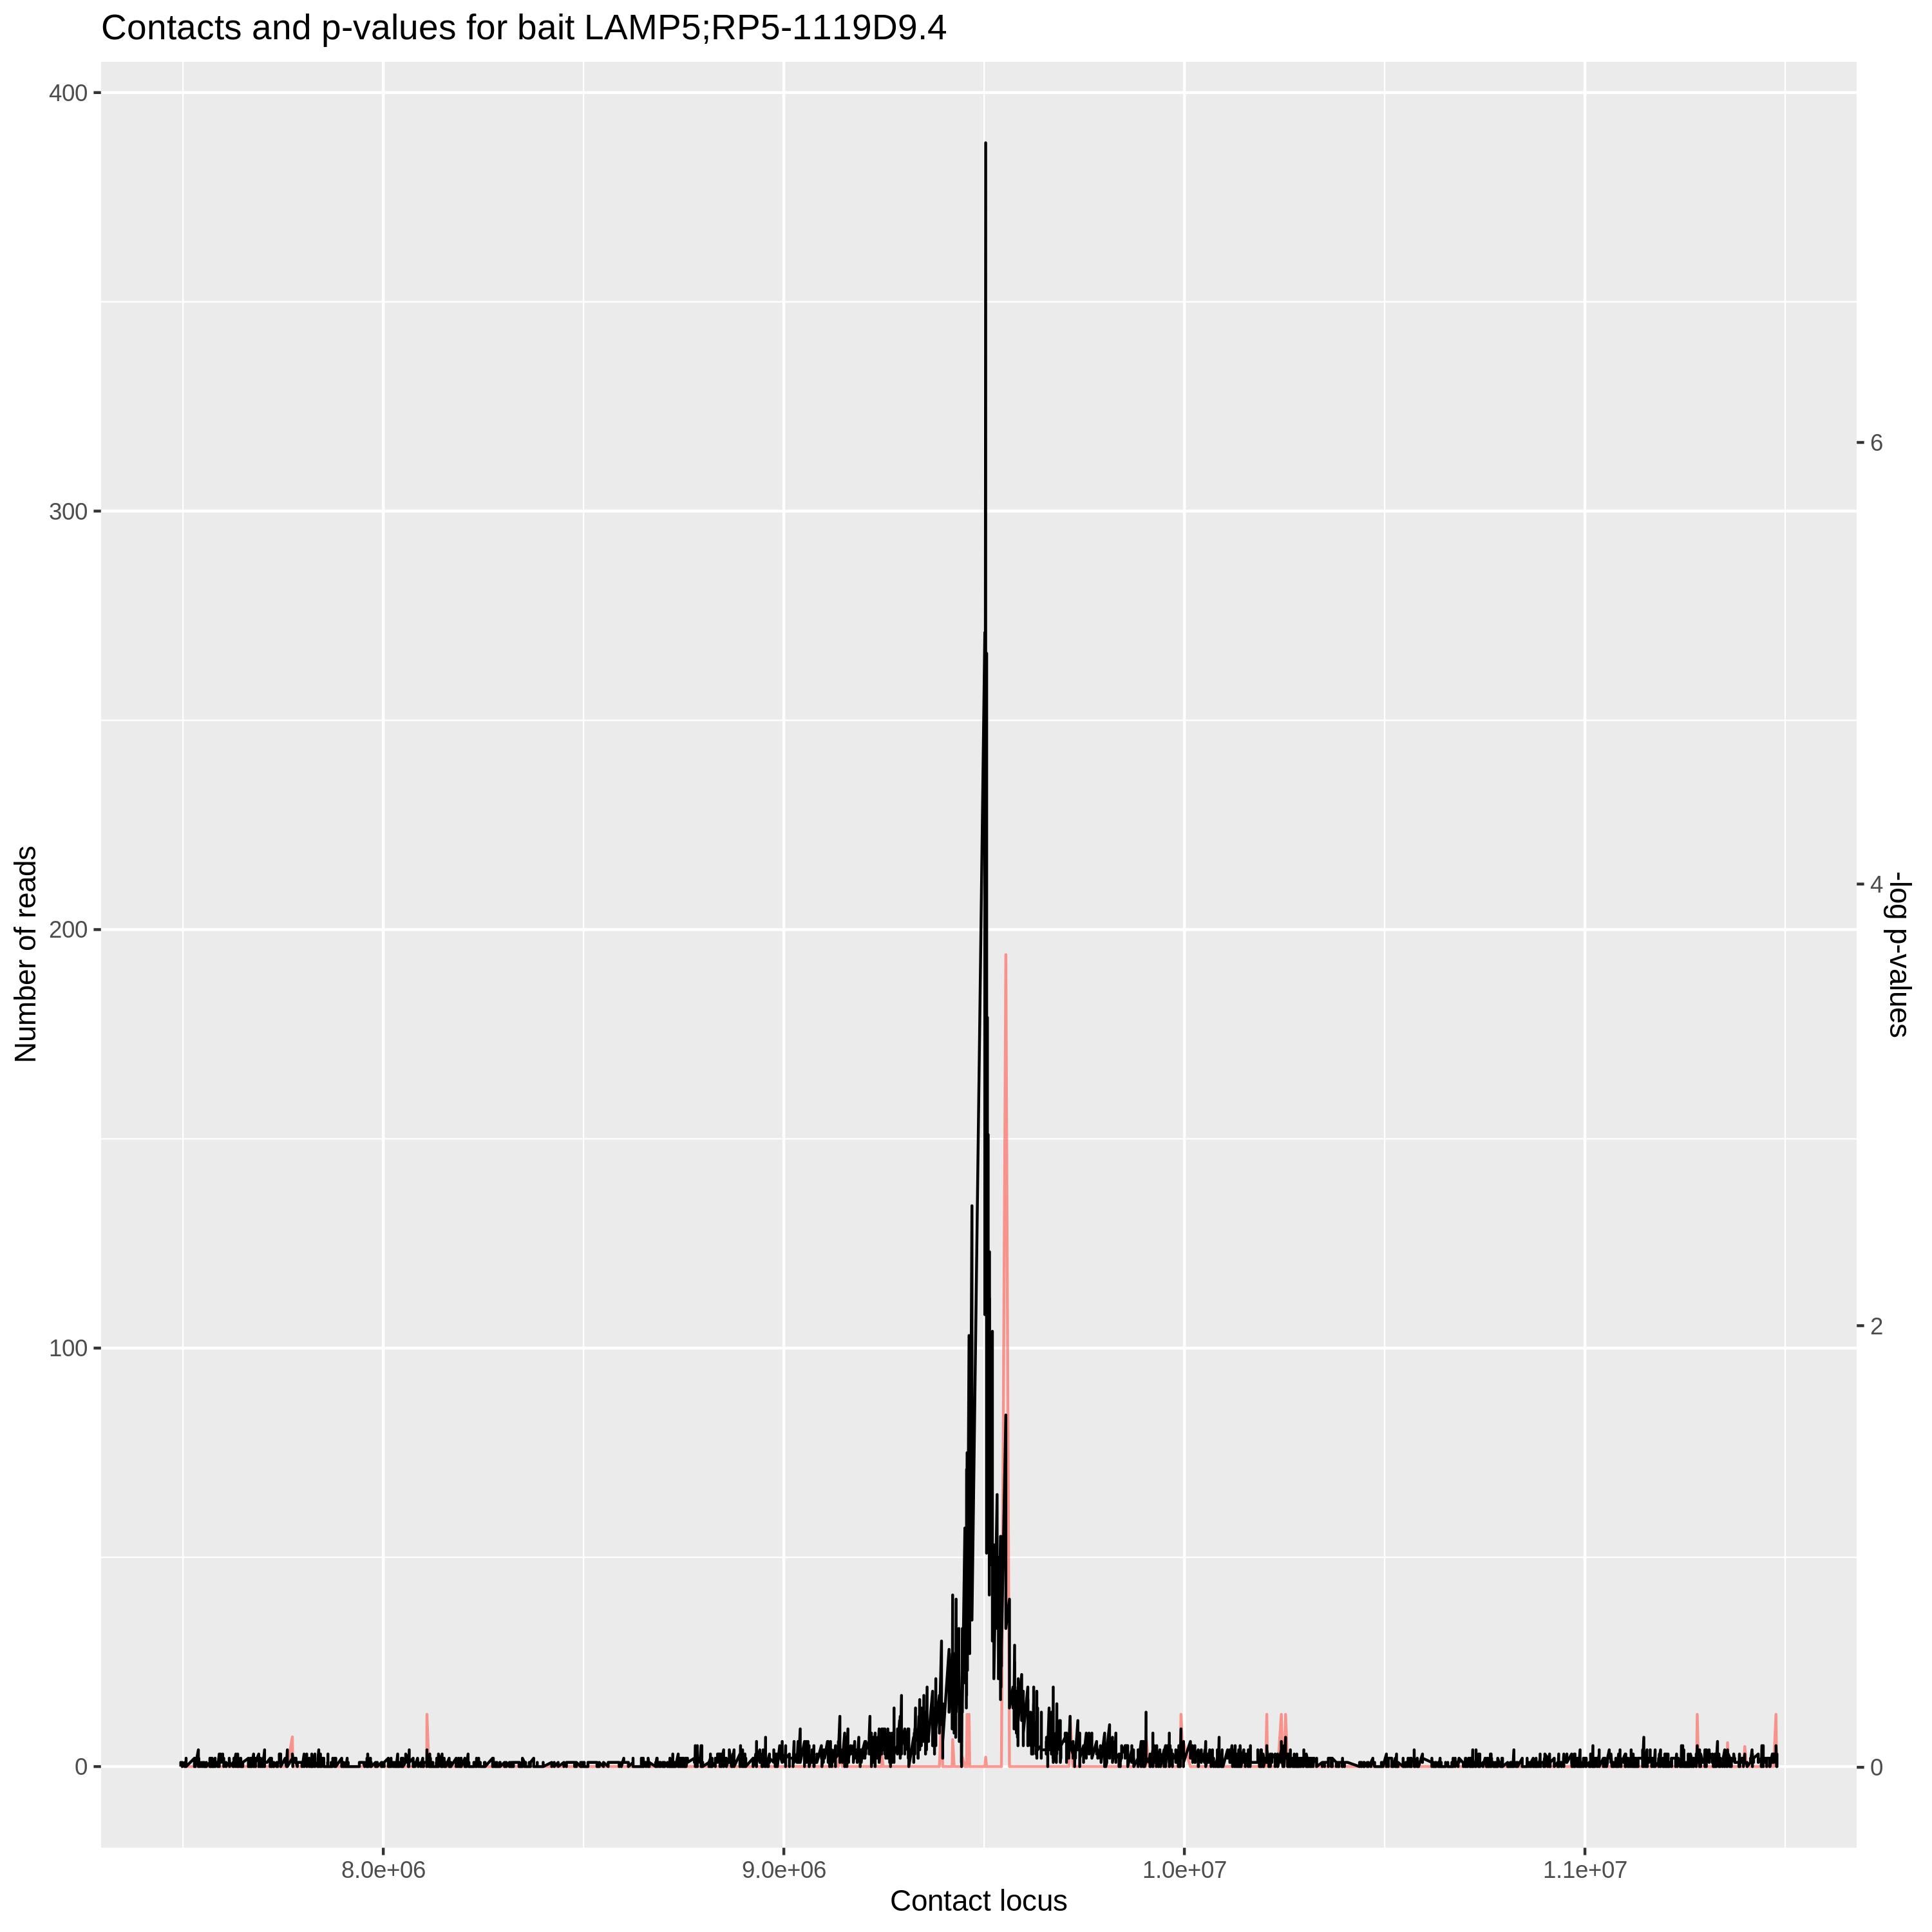 Contacts and p-values for bait LAMP5;RP5-1119D9.4
400
300
200
100
0
Number of reads
6
4
2
0
-log p-values
8.0e+06
9.0e+06
1.0e+07
1.1e+07
Contact locus